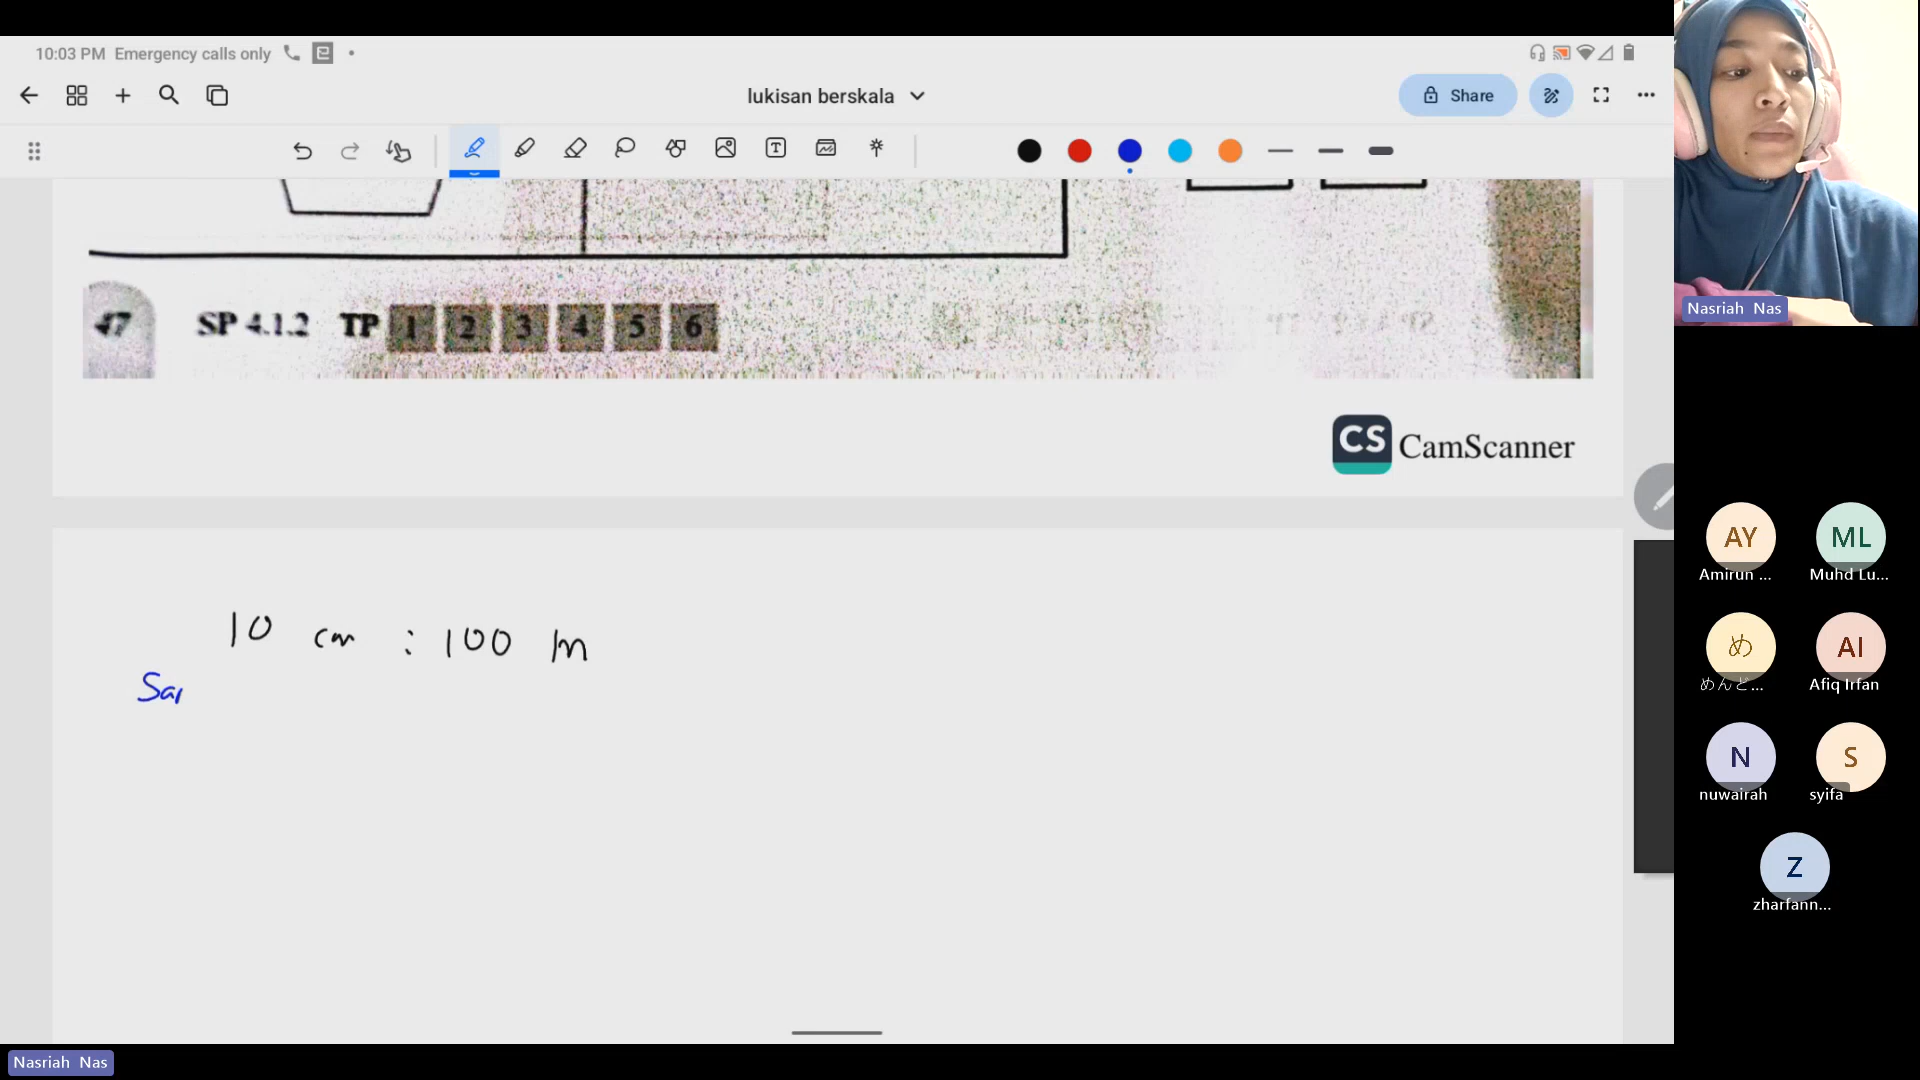 10:03 PM Emergency calls only
lukisan berskala
Share
47 SP 4.1.2 TP 1 2 3 4 5 6
CS CamScanner
10 cm : 100 m
Sar
Nasriah Nas
AY
Amirun ...
ML
Muhd Lu...
め
めんど...
AI
Afiq Irfan
N
nuwairah
S
syifa
Z
zharfann...
Nasriah Nas